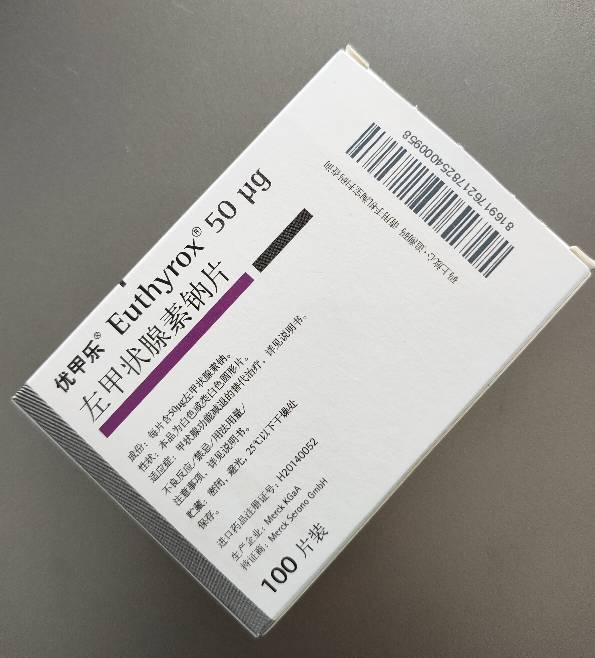 优甲乐® Euthyrox® 50 µg
左甲状腺素钠片
成份：每片含50µg左甲状腺素钠。
性状：本品为白色或类白色圆形片。
适应症：甲状腺功能减退的替代治疗，详见说明书。
不良反应/禁忌/用法用量/
注意事项，详见说明书。
贮藏：密闭，避光，25℃以下干燥处
保存。
进口药品注册证号：H20140052
生产企业：Merck KGaA
持证商：Merck Serono GmbH
100 片装
81691762178254000958